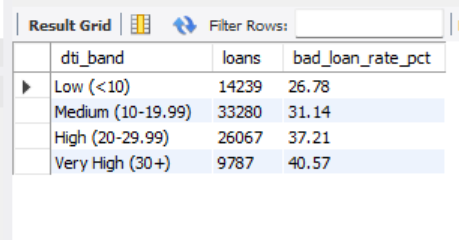 Result Grid Filter Rows:
dti_band loans bad_loan_rate_pct
Low (<10) 14239 26.78
Medium (10-19.99) 33280 31.14
High (20-29.99) 26067 37.21
Very High (30+) 9787 40.57